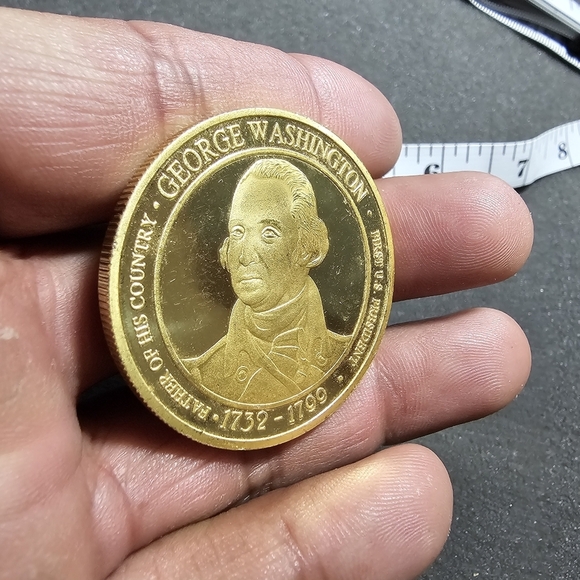 GEORGE WASHINGTON
FIRST U.S. PRESIDENT
1732 - 1799
FATHER OF HIS COUNTRY
6 7 8